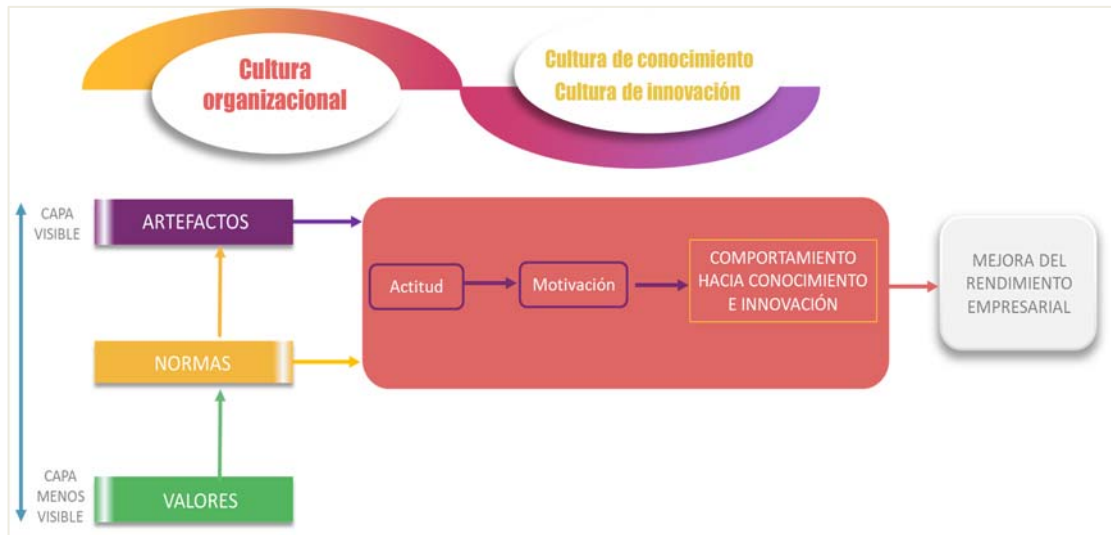 Cultura
organizacional
Cultura de conocimiento
Cultura de innovación
CAPA
VISIBLE
ARTEFACTOS
Actitud
Motivación
COMPORTAMIENTO
HACIA CONOCIMIENTO
E INNOVACIÓN
MEJORA DEL
RENDIMIENTO
EMPRESARIAL
NORMAS
CAPA
MENOS
VISIBLE
VALORES